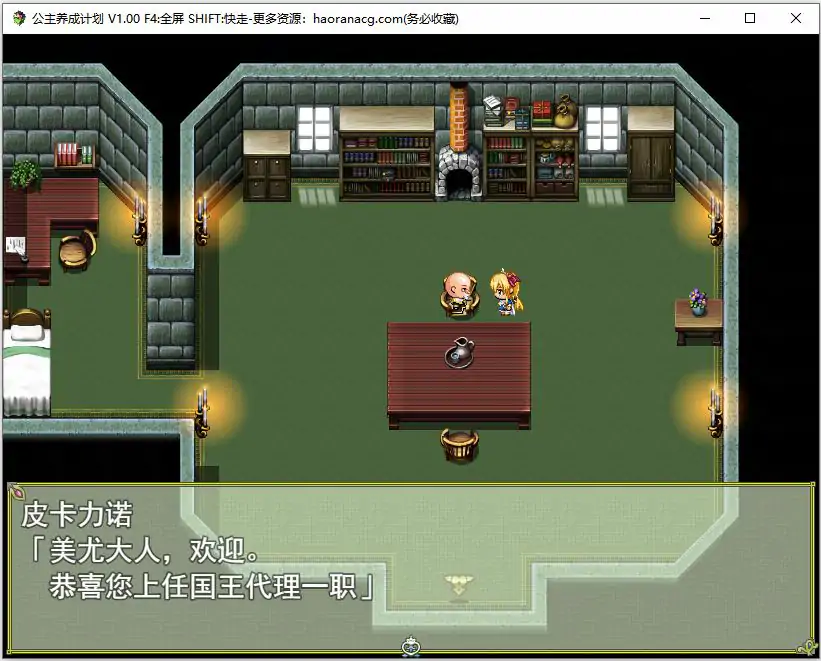 公主养成计划 V1.00 F4:全屏 SHIFT:快走-更多资源：haoranacg.com(务必收藏)
皮卡力诺
「美尤大人，欢迎。
恭喜您上任国王代理一职」